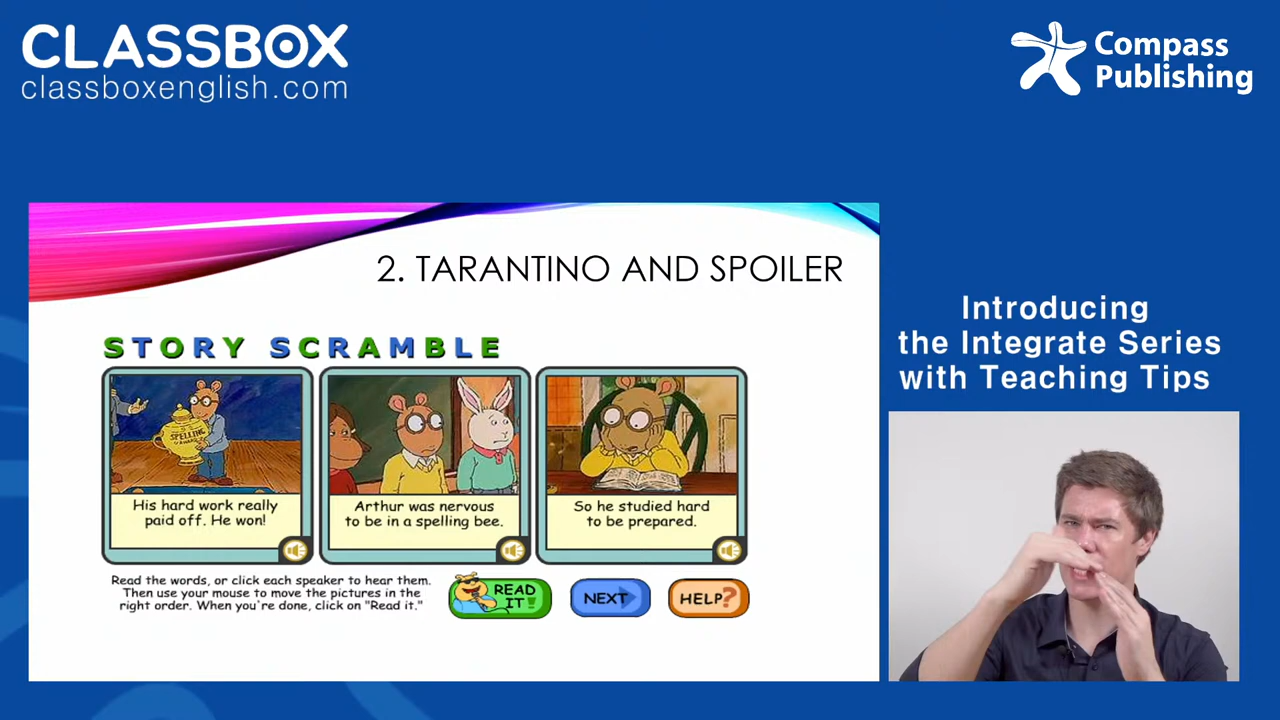 CLASSBOX
classboxenglish.com
Compass
Publishing
2. TARANTINO AND SPOILER
STORY SCRAMBLE
SPELLING
His hard work really
paid off. He won!
Arthur was nervous
to be in a spelling bee.
So he studied hard
to be prepared.
Read the words, or click each speaker to hear them.
Then use your mouse to move the pictures in the
right order. When you're done, click on "Read it."
READ
IT!
NEXT
HELP?
Introducing
the Integrate Series
with Teaching Tips